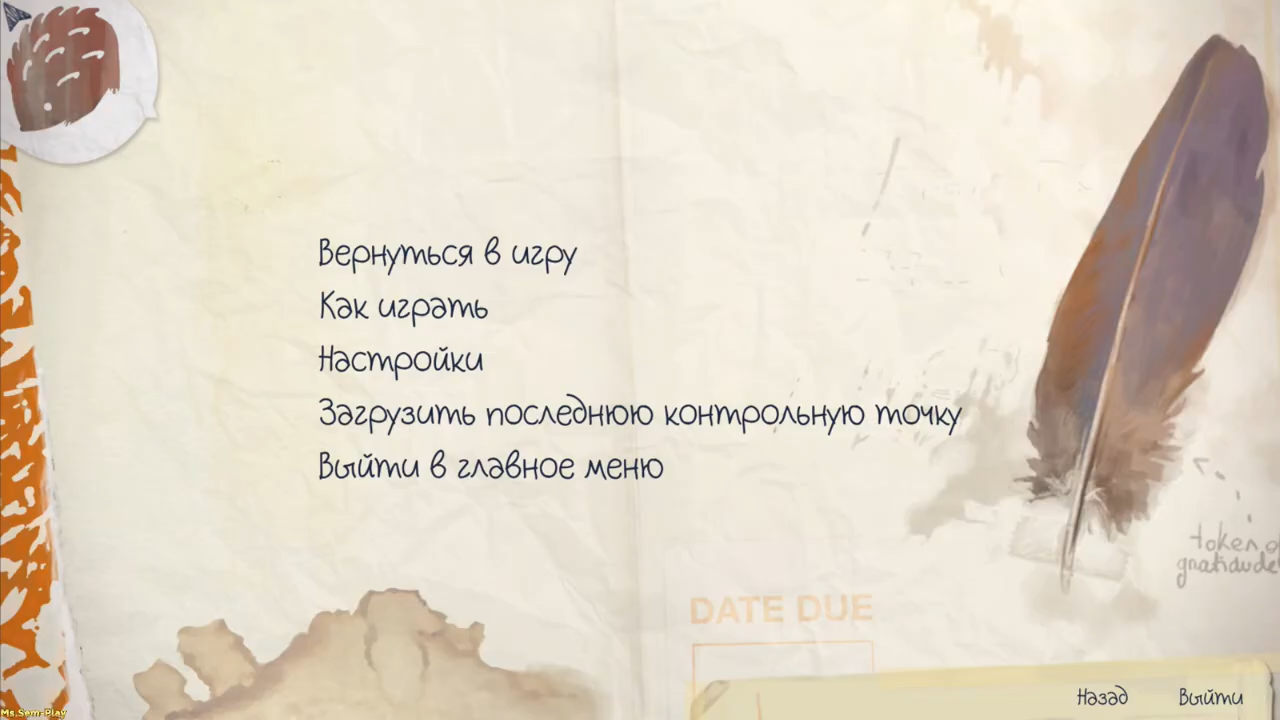 Вернуться в игру
Как играть
Настройки
Загрузить последнюю контрольную точку
Выйти в главное меню
token of
gratidude
DATE DUE
Назад Выйти
Ms.Sem-Play